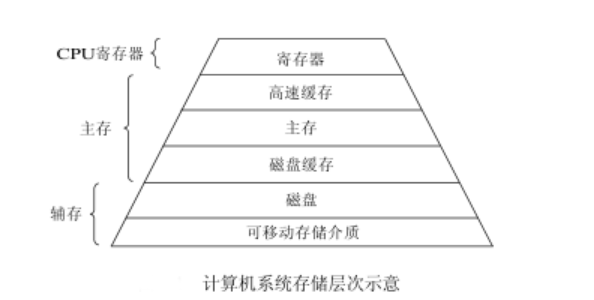 CPU寄存器
寄存器
高速缓存
主存
主存
磁盘缓存
辅存
磁盘
可移动存储介质
计算机系统存储层次示意